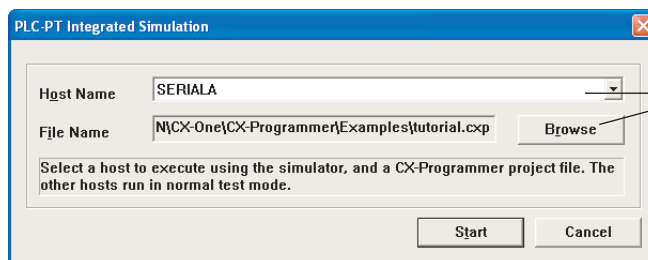 PLC-PT Integrated Simulation
Host Name SERIALA
File Name N\CX-One\CX-Programmer\Examples\tutorial.cxp Browse
Select a host to execute using the simulator, and a CX-Programmer project file. The
other hosts run in normal test mode.
Start Cancel